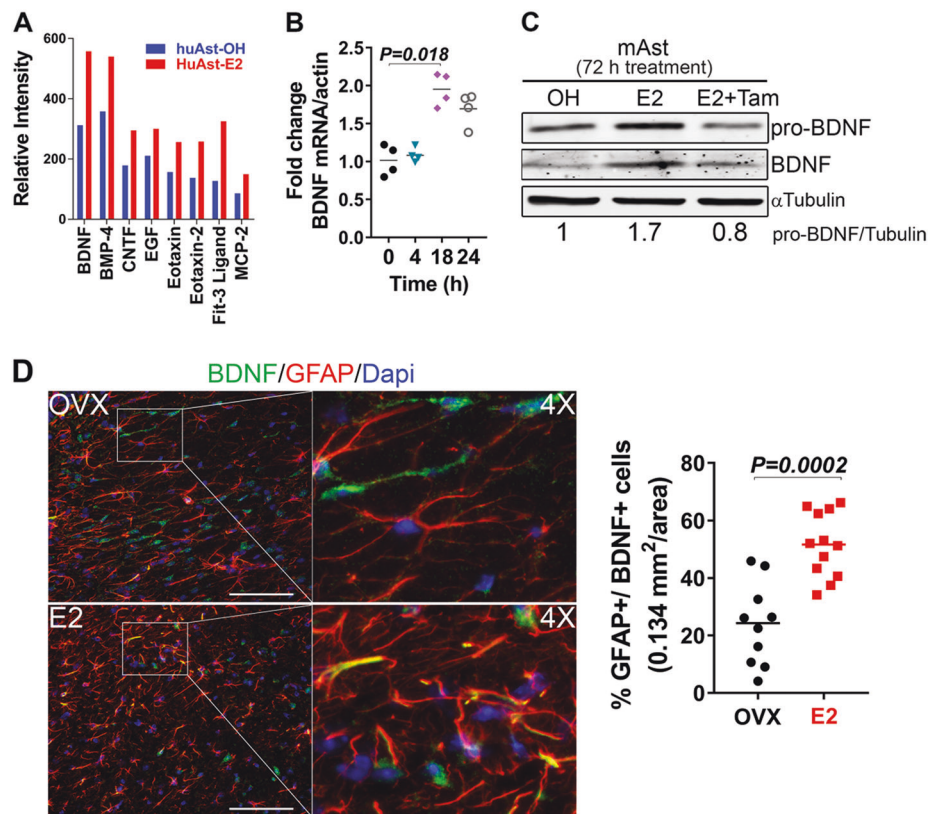 A
600
400
200
0
Relative Intensity
huAst-OH
HuAst-E2
BDNF
BMP-4
CNTF
EGF
Eotaxin
Eotaxin-2
Fit-3 Ligand
MCP-2
B
P=0.018
2.5
2.0
1.5
1.0
0.5
0.0
Fold change
BDNF mRNA/actin
0 4 18 24
Time (h)
C
mAst
(72 h treatment)
OH E2 E2+Tam
pro-BDNF
BDNF
αTubulin
1 1.7 0.8 pro-BDNF/Tubulin
D
BDNF/GFAP/Dapi
OVX
4X
E2
4X
% GFAP+/ BDNF+ cells
(0.134 mm²/area)
P=0.0002
80
60
40
20
0
OVX E2